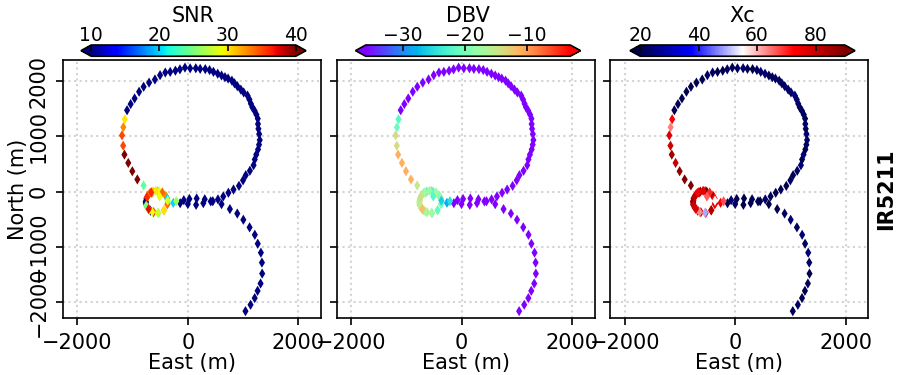 SNR
DBV
Xc
10 20 30 40
−30 −20 −10
20 40 60 80
2000
1000
0
−1000
−2000
North (m)
IR5211
−2000 0 2000
−2000 0 2000
−2000 0 2000
East (m)
East (m)
East (m)